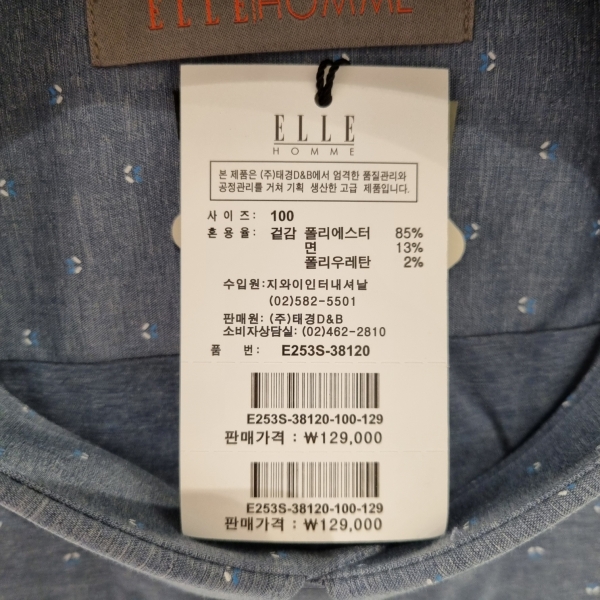 ELLE HOMME
ELLE
HOMME
본 제품은 (주)태경D&B에서 엄격한 품질관리와
공정관리를 거쳐 기획 생산한 고급 제품입니다.
사 이 즈: 100
혼 용 율: 겉감 폴리에스터 85%
면 13%
폴리우레탄 2%
수입원:지와이인터내셔날
(02)582-5501
판매원: (주)태경D&B
소비자상담실: (02)462-2810
품 번: E253S-38120
E253S-38120-100-129
판매가격 : ₩129,000
E253S-38120-100-129
판매가격 : ₩129,000